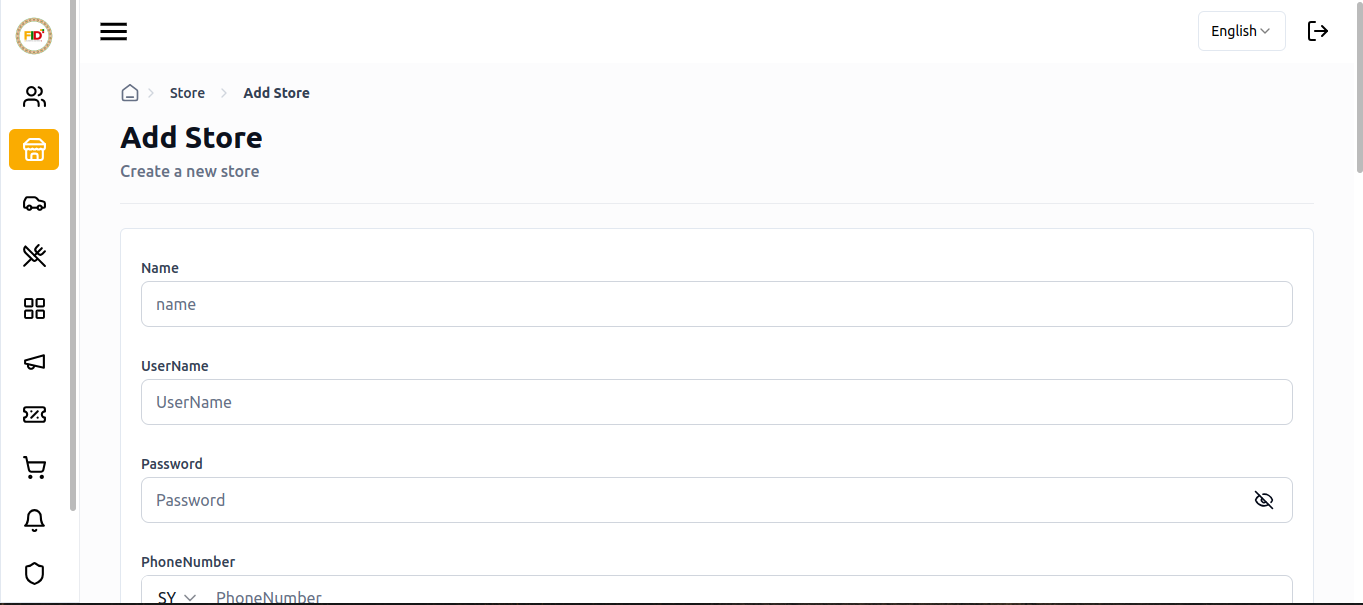 FID
English
Store
Add Store
Add Store
Create a new store
Name
name
UserName
UserName
Password
Password
PhoneNumber
SY
PhoneNumber